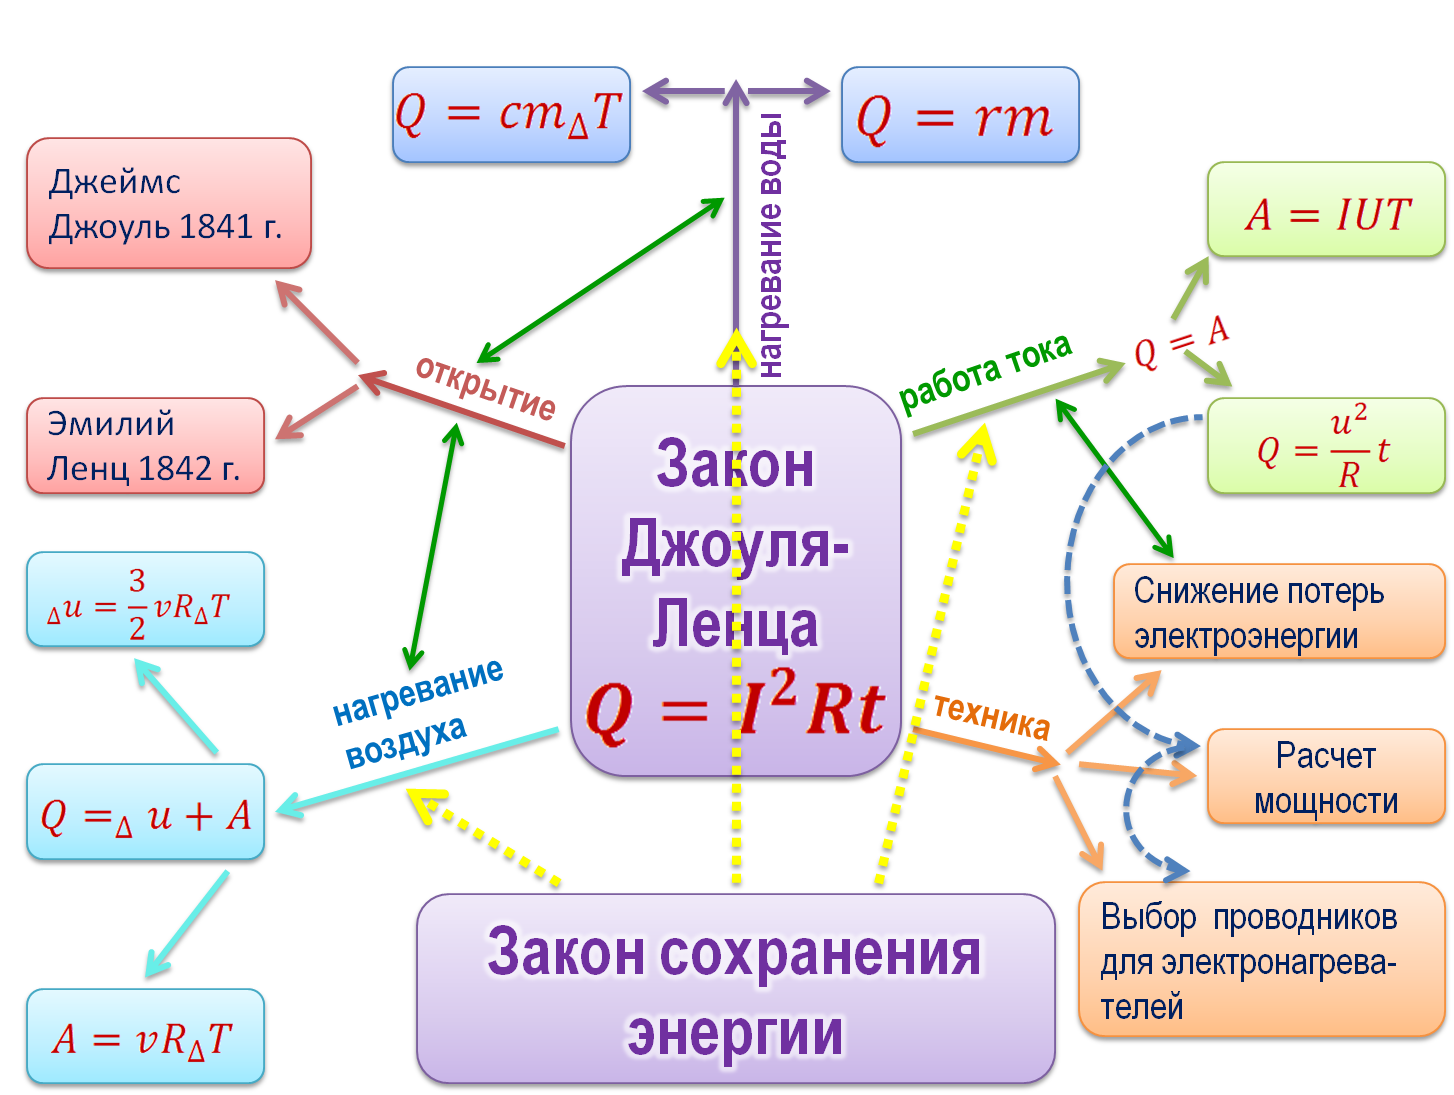 Q = cm_ΔT
Q = rm
нагревание воды
Джеймс
Джоуль 1841 г.
A = IUT
Q = A
работа тока
открытие
Эмилий
Ленц 1842 г.
Q = u²/R t
Закон
Джоуля-
Ленца
Q = I²Rt
_Δu = 3/2 vR_ΔT
Снижение потерь
электроэнергии
нагревание
воздуха
техника
Расчет
мощности
Q =_Δ u + A
Выбор проводников
для электронагрева-
телей
Закон сохранения
энергии
A = vR_ΔT